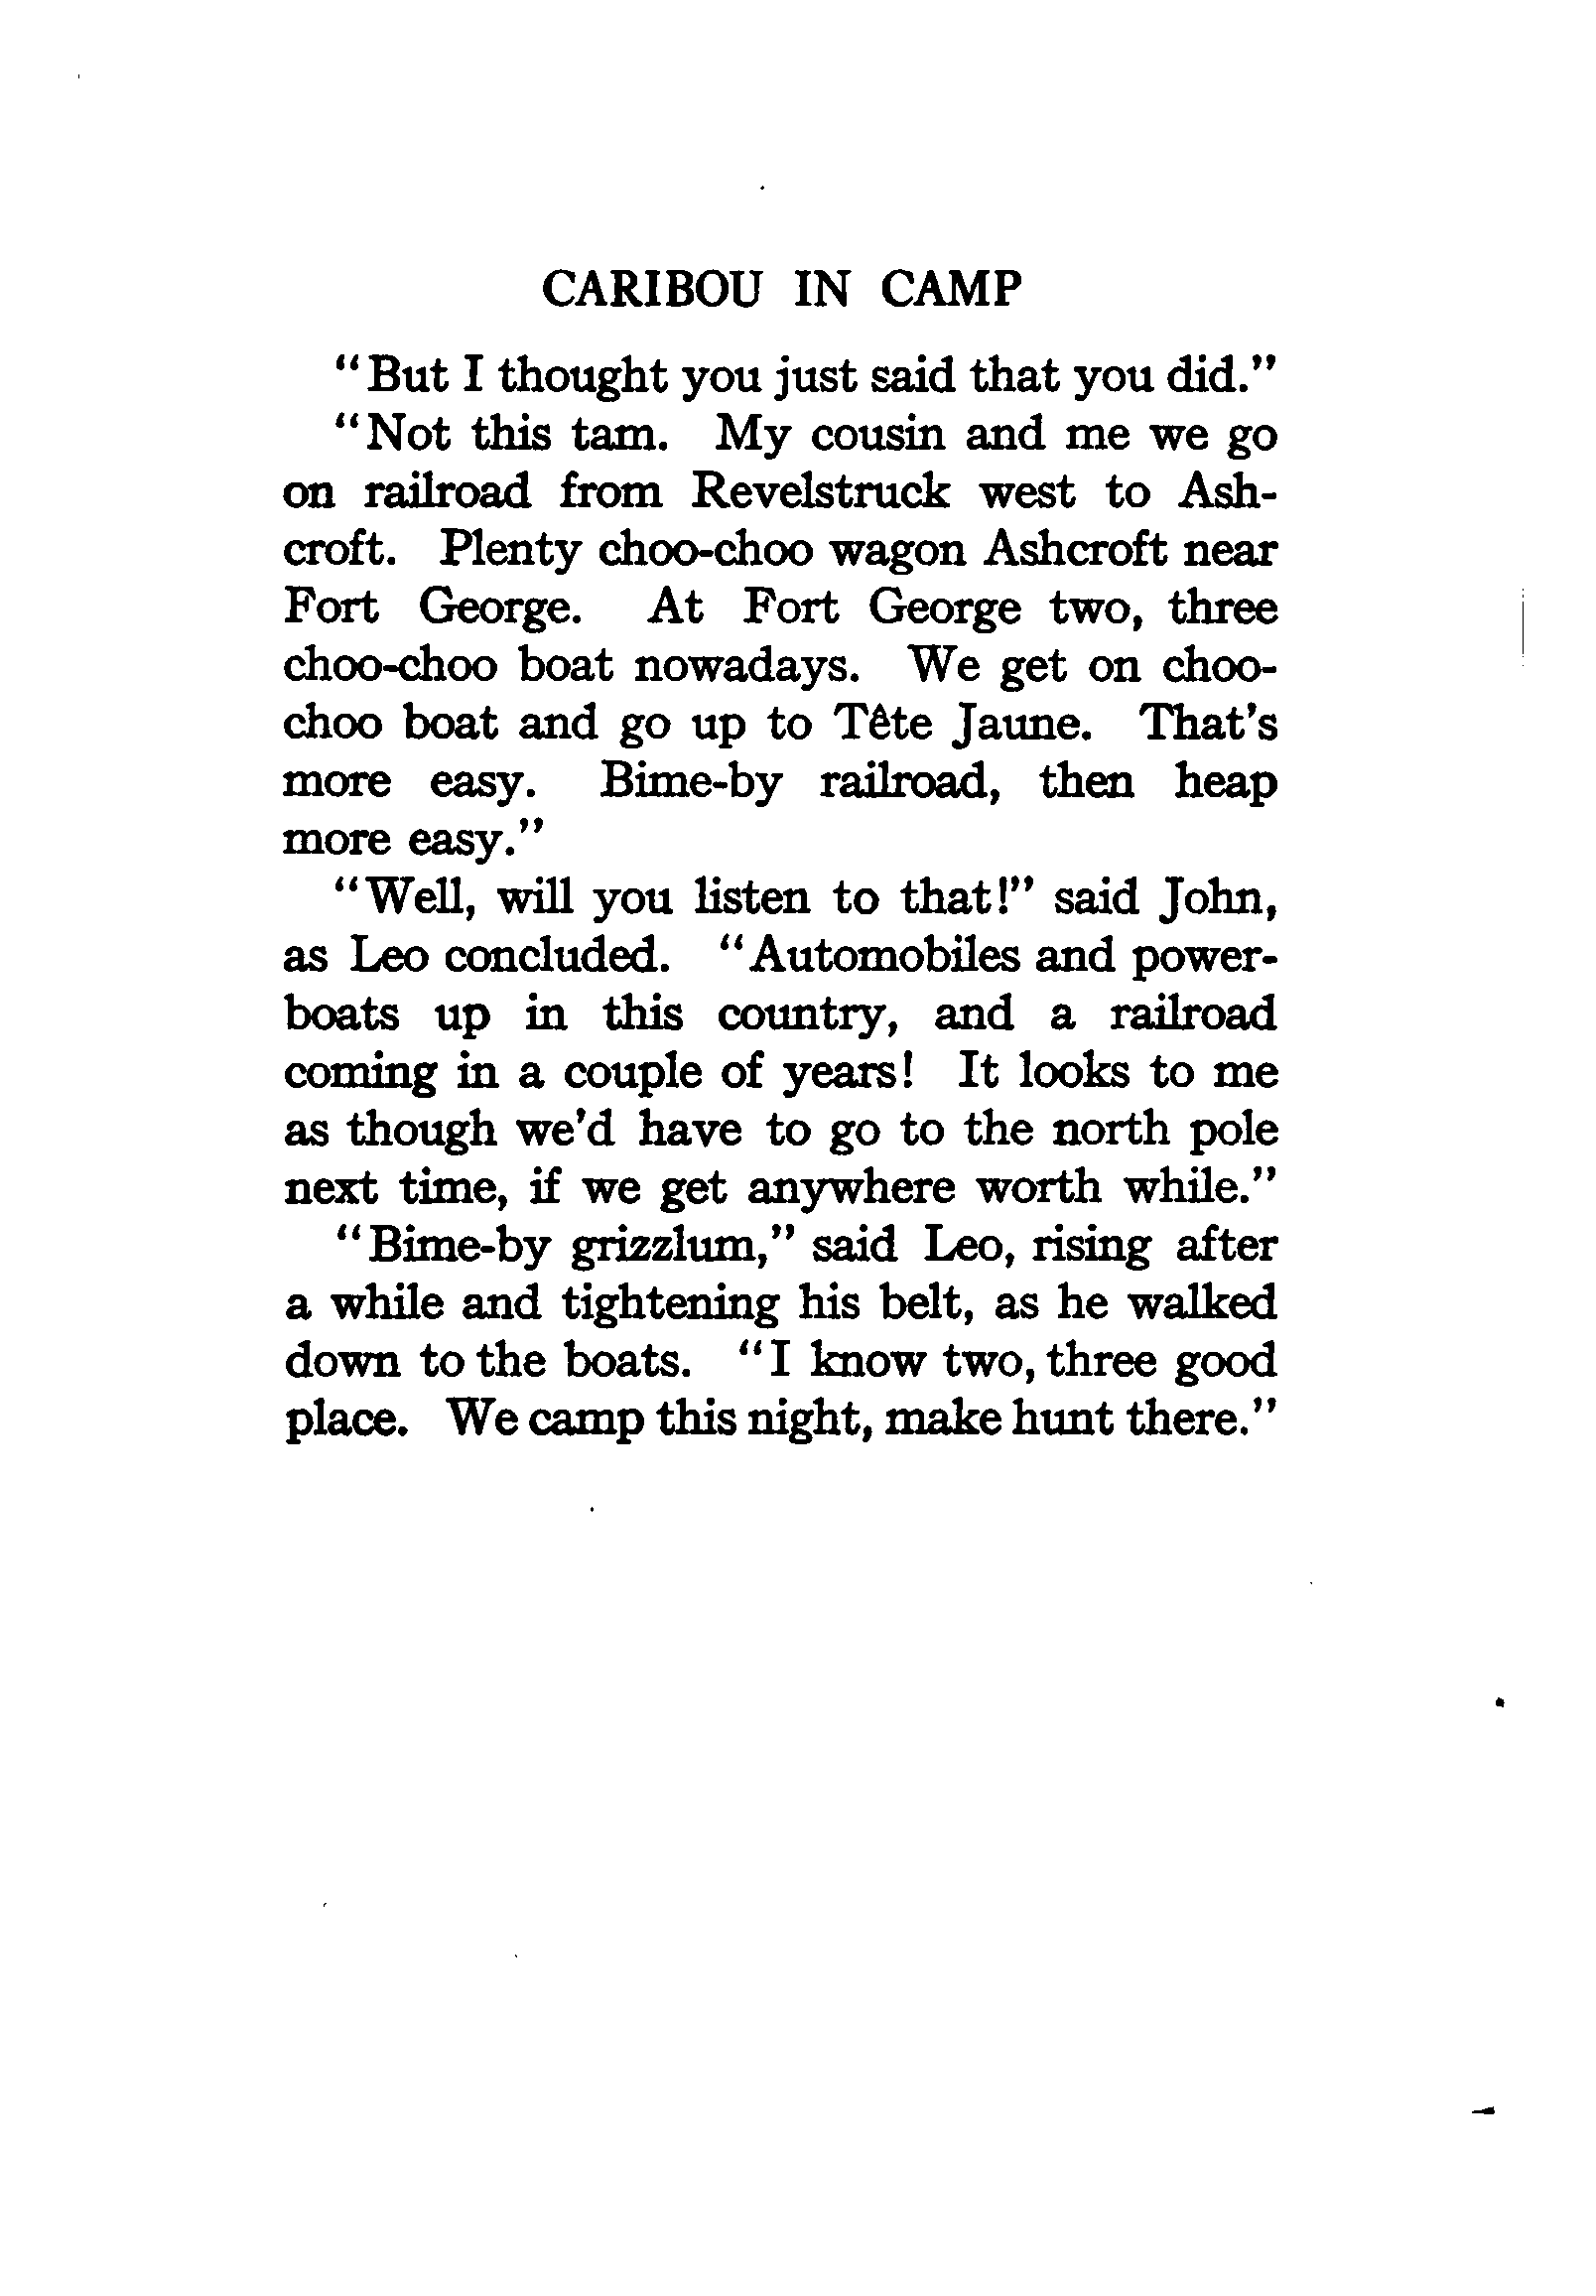 CARIBOU IN CAMP
"But I thought you just said that you did."
"Not this tam. My cousin and me we go
on railroad from Revelstruck west to Ash-
croft. Plenty choo-choo wagon Ashcroft near
Fort George. At Fort George two, three
choo-choo boat nowadays. We get on choo-
choo boat and go up to Tête Jaune. That's
more easy. Bime-by railroad, then heap
more easy."
"Well, will you listen to that!" said John,
as Leo concluded. "Automobiles and power-
boats up in this country, and a railroad
coming in a couple of years! It looks to me
as though we'd have to go to the north pole
next time, if we get anywhere worth while."
"Bime-by grizzlum," said Leo, rising after
a while and tightening his belt, as he walked
down to the boats. "I know two, three good
place. We camp this night, make hunt there."